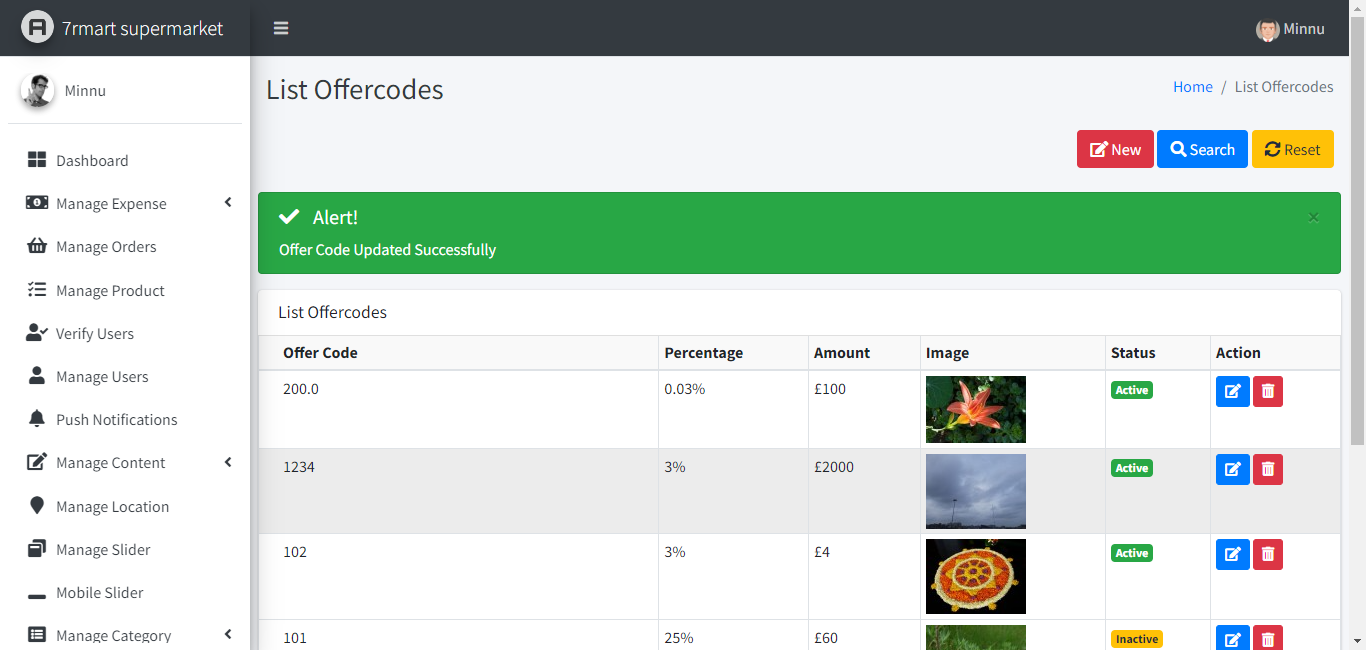 7rmart supermarket
Minnu
Minnu
Dashboard
Manage Expense
Manage Orders
Manage Product
Verify Users
Manage Users
Push Notifications
Manage Content
Manage Location
Manage Slider
Mobile Slider
Manage Category
List Offercodes
Home / List Offercodes
New Search Reset
Alert!
×
Offer Code Updated Successfully
List Offercodes
Offer Code Percentage Amount Image Status Action
200.0 0.03% £100 Active
1234 3% £2000 Active
102 3% £4 Active
101 25% £60 Inactive